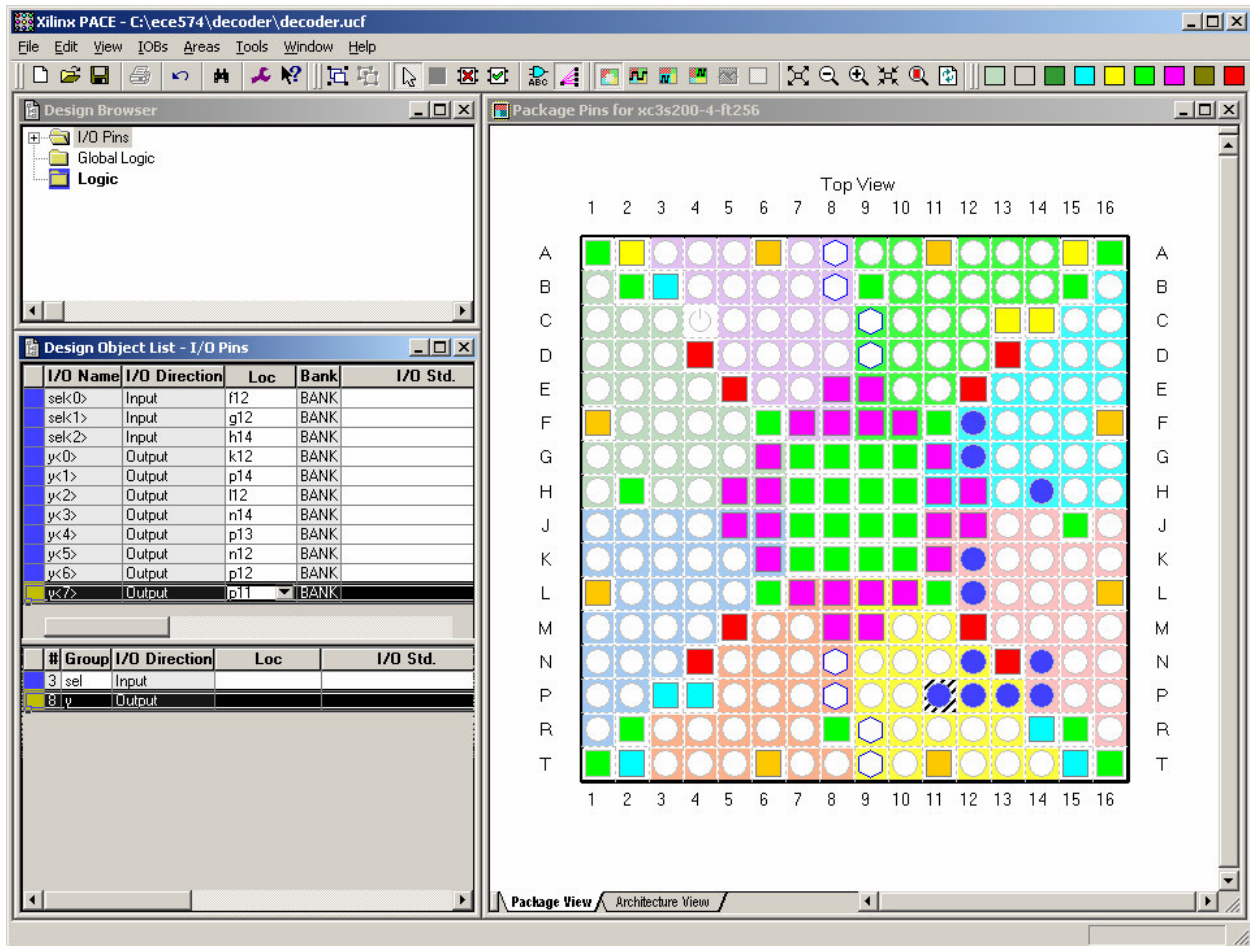 Xilinx PACE - C:\ece574\decoder\decoder.ucf
File Edit View IOBs Areas Tools Window Help
ABC
Design Browser
I/O Pins
Global Logic
Logic
Design Object List - I/O Pins
I/O Name I/O Direction Loc Bank I/O Std.
sel<0> Input f12 BANK
sel<1> Input g12 BANK
sel<2> Input h14 BANK
y<0> Output k12 BANK
y<1> Output p14 BANK
y<2> Output l12 BANK
y<3> Output n14 BANK
y<4> Output p13 BANK
y<5> Output n12 BANK
y<6> Output p12 BANK
y<7> Output p11 BANK
# Group I/O Direction Loc I/O Std.
3 sel Input
8 y Output
Package Pins for xc3s200-4-ft256
Top View
1 2 3 4 5 6 7 8 9 10 11 12 13 14 15 16
A A
B B
C C
D D
E E
F F
G G
H H
J J
K K
L L
M M
N N
P P
R R
T T
1 2 3 4 5 6 7 8 9 10 11 12 13 14 15 16
Package View Architecture View